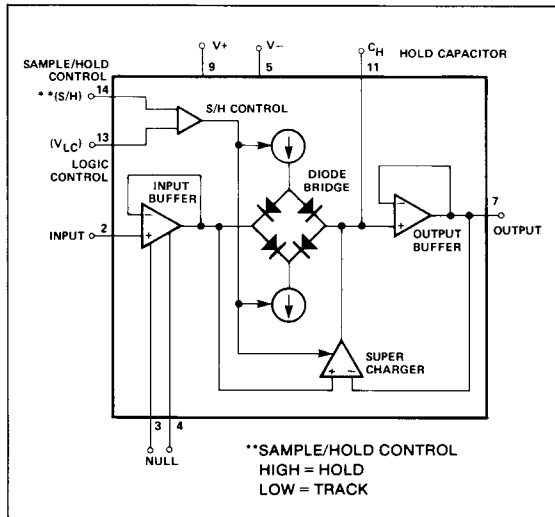 V+
V−
CH
HOLD CAPACITOR
9
5
11
SAMPLE/HOLD
CONTROL
14
**(S/H)
S/H CONTROL
13
(VLC)
LOGIC
CONTROL
DIODE
BRIDGE
INPUT
BUFFER
−
+
−
+
7
OUTPUT
OUTPUT
BUFFER
INPUT
2
SUPER
CHARGER
+
−
3
4
NULL
**SAMPLE/HOLD CONTROL
HIGH = HOLD
LOW = TRACK